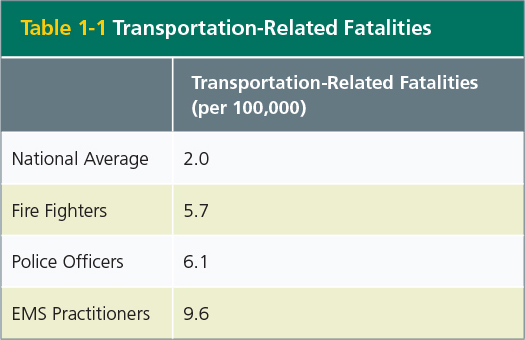 Table 1-1 Transportation-Related Fatalities
Transportation-Related Fatalities
(per 100,000)
National Average 2.0
Fire Fighters 5.7
Police Officers 6.1
EMS Practitioners 9.6